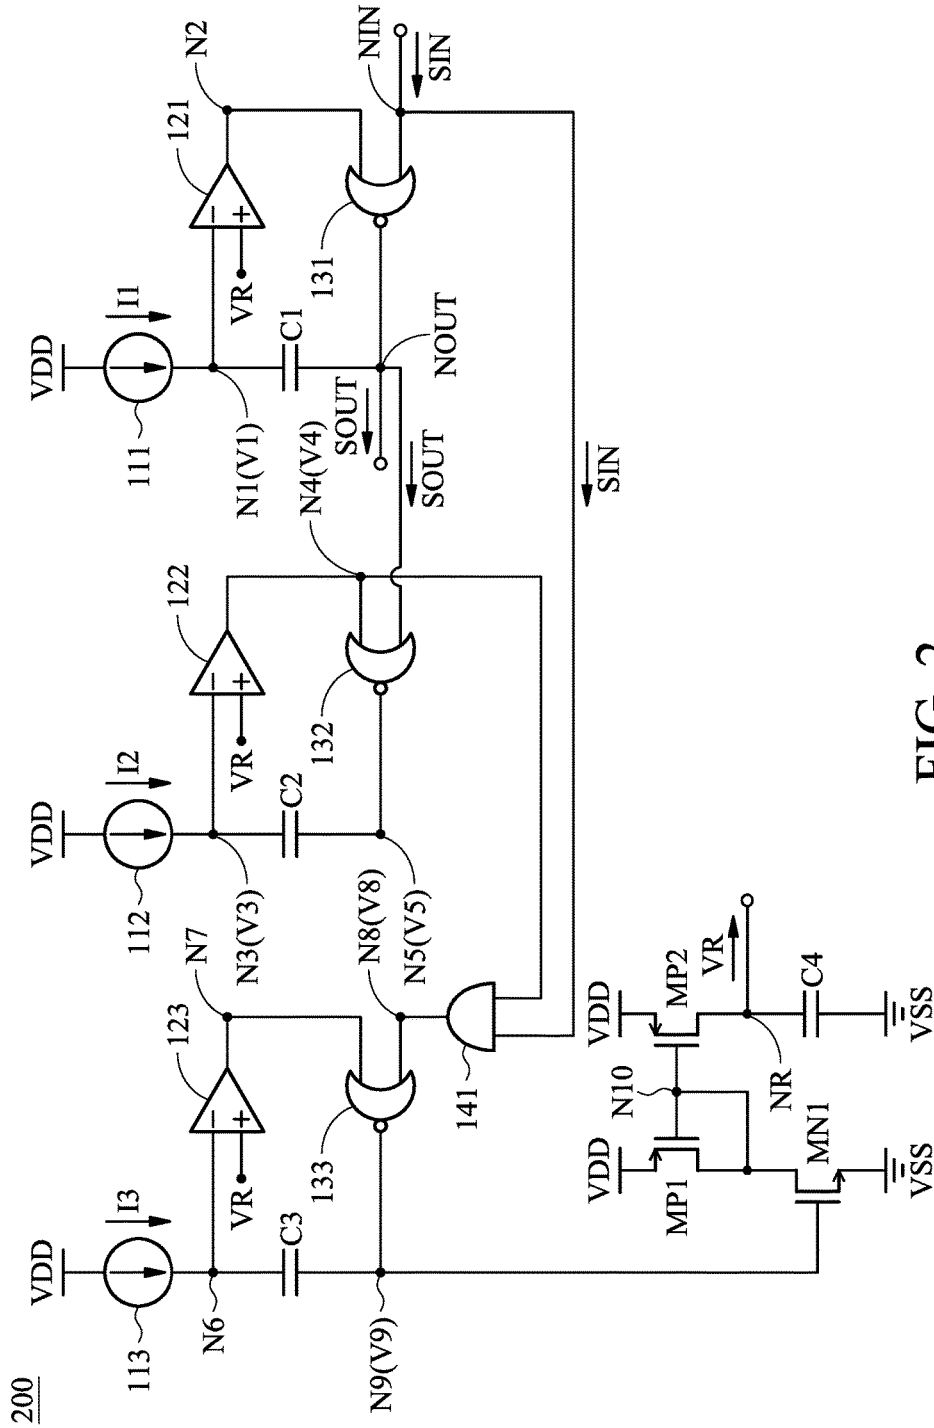 200
VDD
I3
113
N6
C3
N9(V9)
123
VR
N7
133
N8(V8)
141
VDD
I2
112
N3(V3)
C2
N5(V5)
122
VR
132
N4(V4)
SOUT
SOUT
VDD
I1
111
N1(V1)
C1
NOUT
121
VR
N2
131
NIN
SIN
SIN
VDD
MP1
N10
VDD
MP2
VR
NR
MN1
C4
VSS
VSS